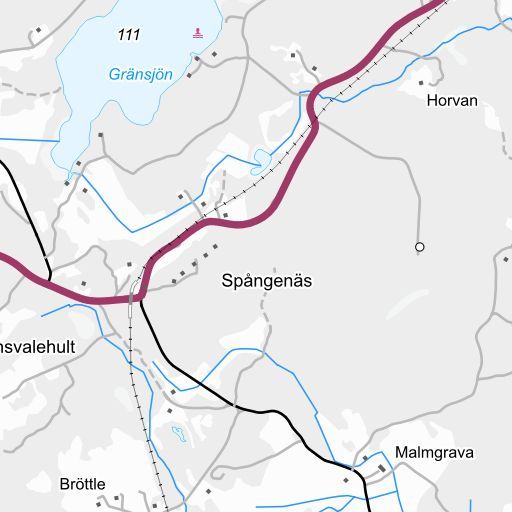 111
Gränsjön
Horvan
Spångenäs
nsvalehult
Malmgrava
Bröttle